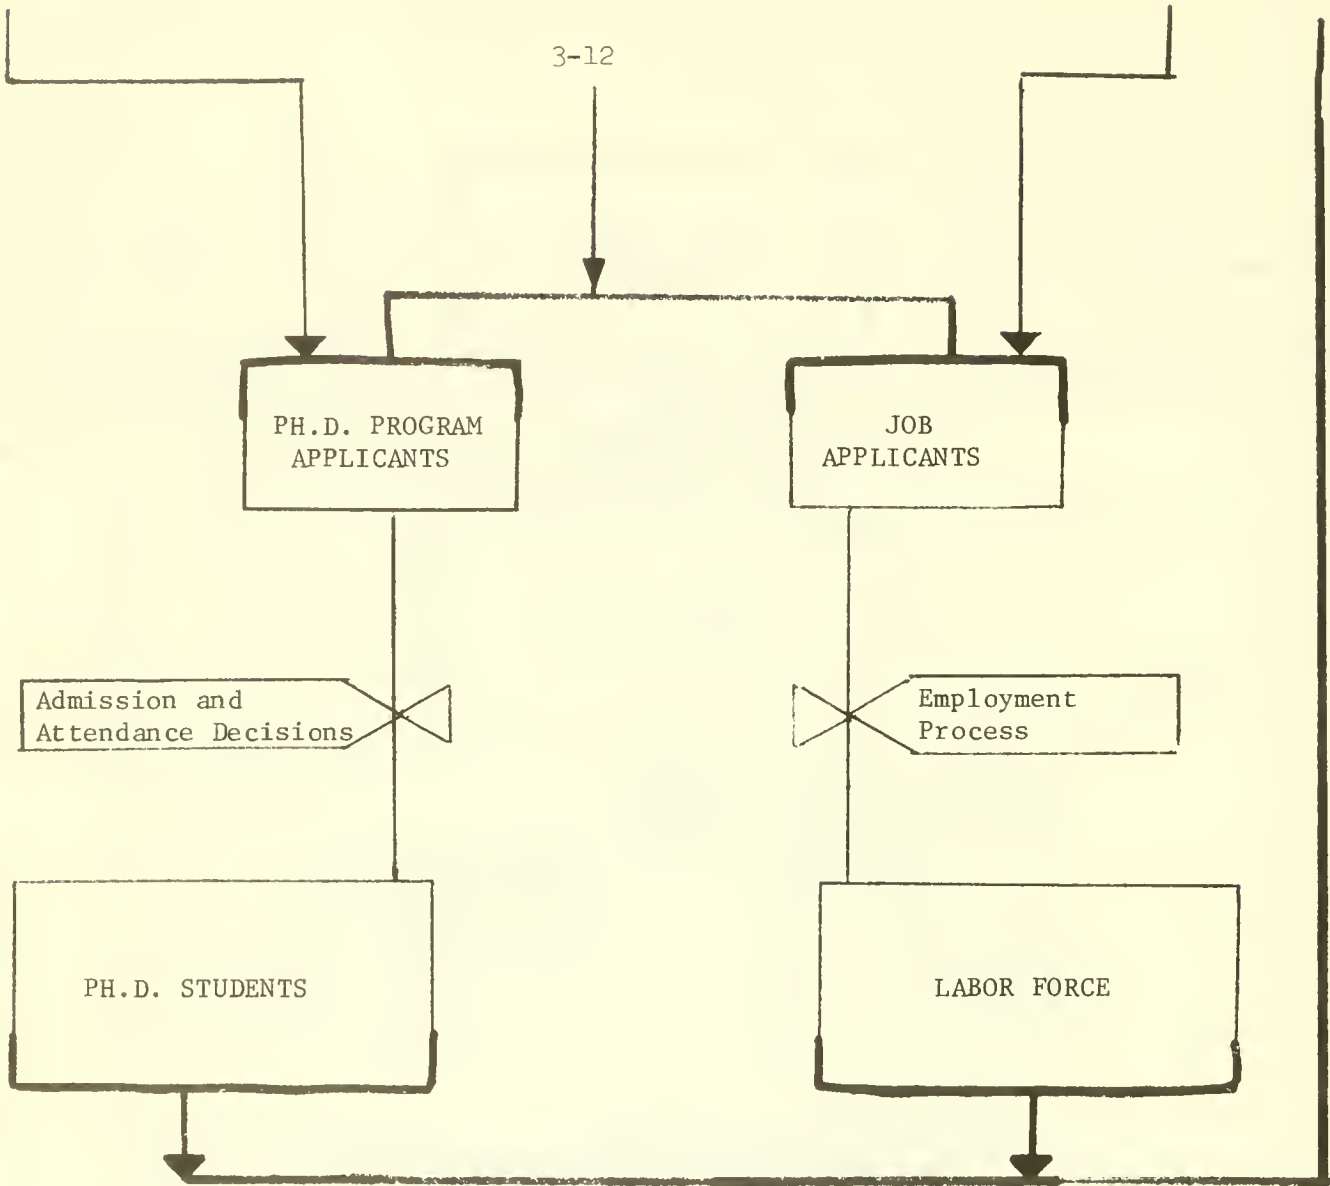 3-12
PH.D. PROGRAM
APPLICANTS
JOB
APPLICANTS
Admission and
Attendance Decisions
Employment
Process
PH.D. STUDENTS
LABOR FORCE